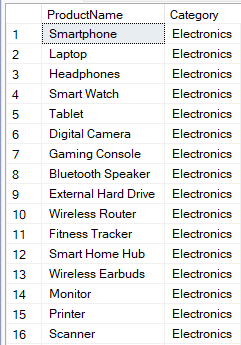 ProductName Category
1 Smartphone Electronics
2 Laptop Electronics
3 Headphones Electronics
4 Smart Watch Electronics
5 Tablet Electronics
6 Digital Camera Electronics
7 Gaming Console Electronics
8 Bluetooth Speaker Electronics
9 External Hard Drive Electronics
10 Wireless Router Electronics
11 Fitness Tracker Electronics
12 Smart Home Hub Electronics
13 Wireless Earbuds Electronics
14 Monitor Electronics
15 Printer Electronics
16 Scanner Electronics